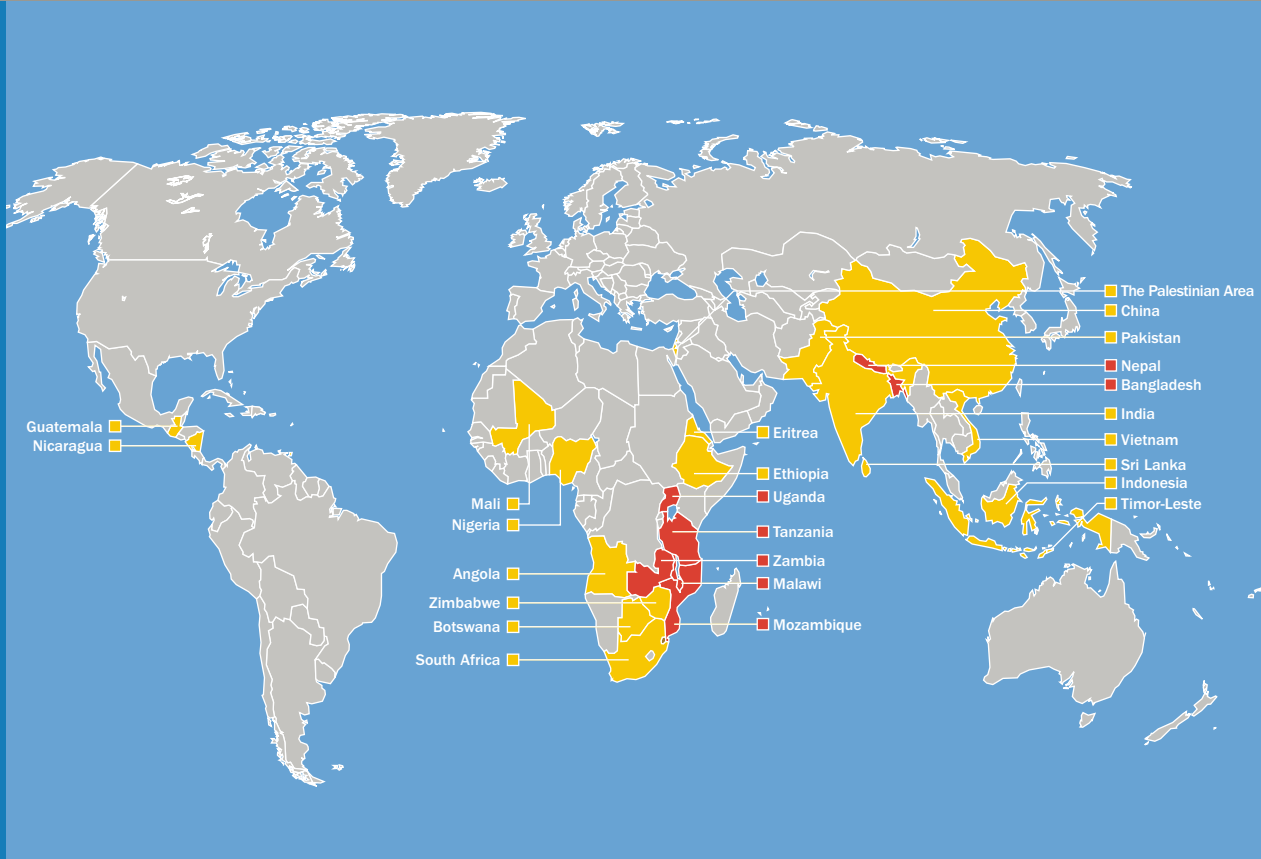 Guatemala
Nicaragua
Mali
Nigeria
Angola
Zimbabwe
Botswana
South Africa
Eritrea
Ethiopia
Uganda
Tanzania
Zambia
Malawi
Mozambique
The Palestinian Area
China
Pakistan
Nepal
Bangladesh
India
Vietnam
Sri Lanka
Indonesia
Timor-Leste